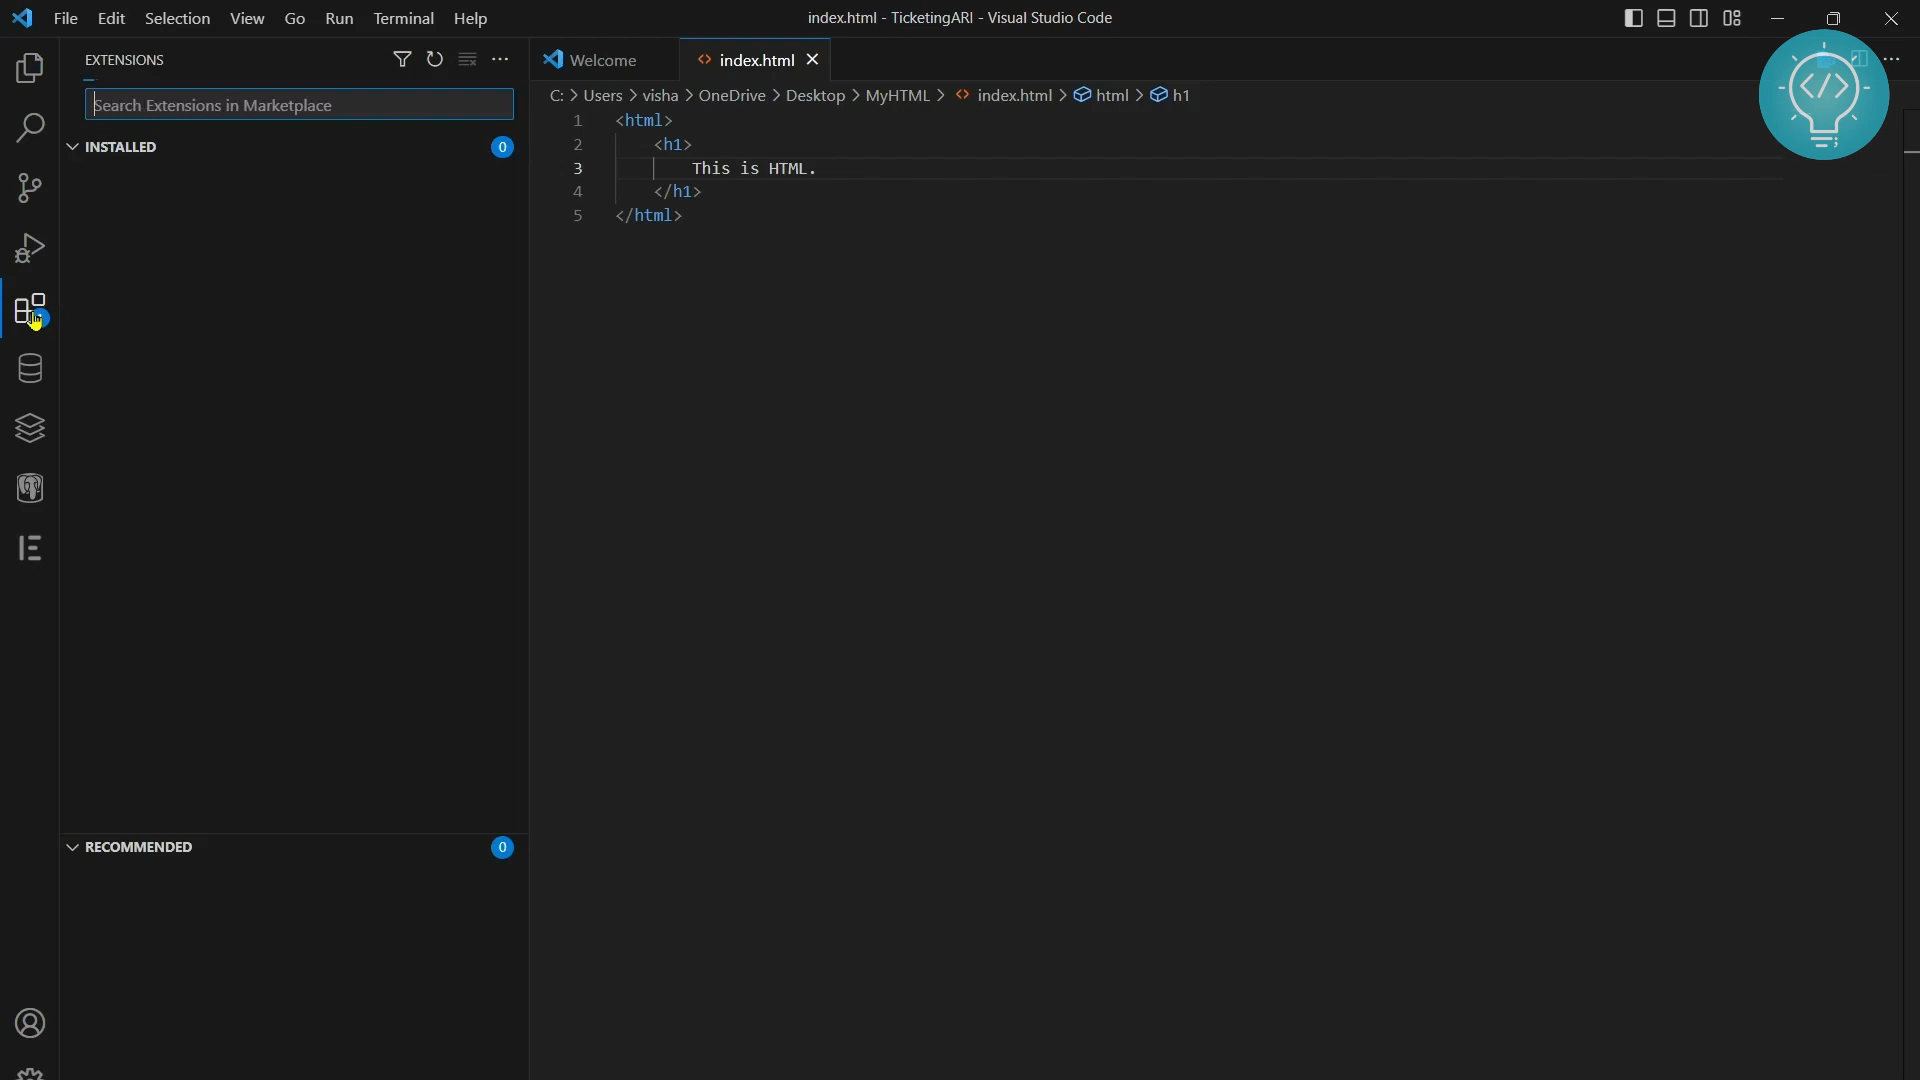 File Edit Selection View Go Run Terminal Help
index.html - TicketingARI - Visual Studio Code
EXTENSIONS
Search Extensions in Marketplace
INSTALLED
0
RECOMMENDED
0
Welcome
index.html
C: > Users > visha > OneDrive > Desktop > MyHTML > <> index.html > html > h1
1 <html>
2 <h1>
3 This is HTML.
4 </h1>
5 </html>